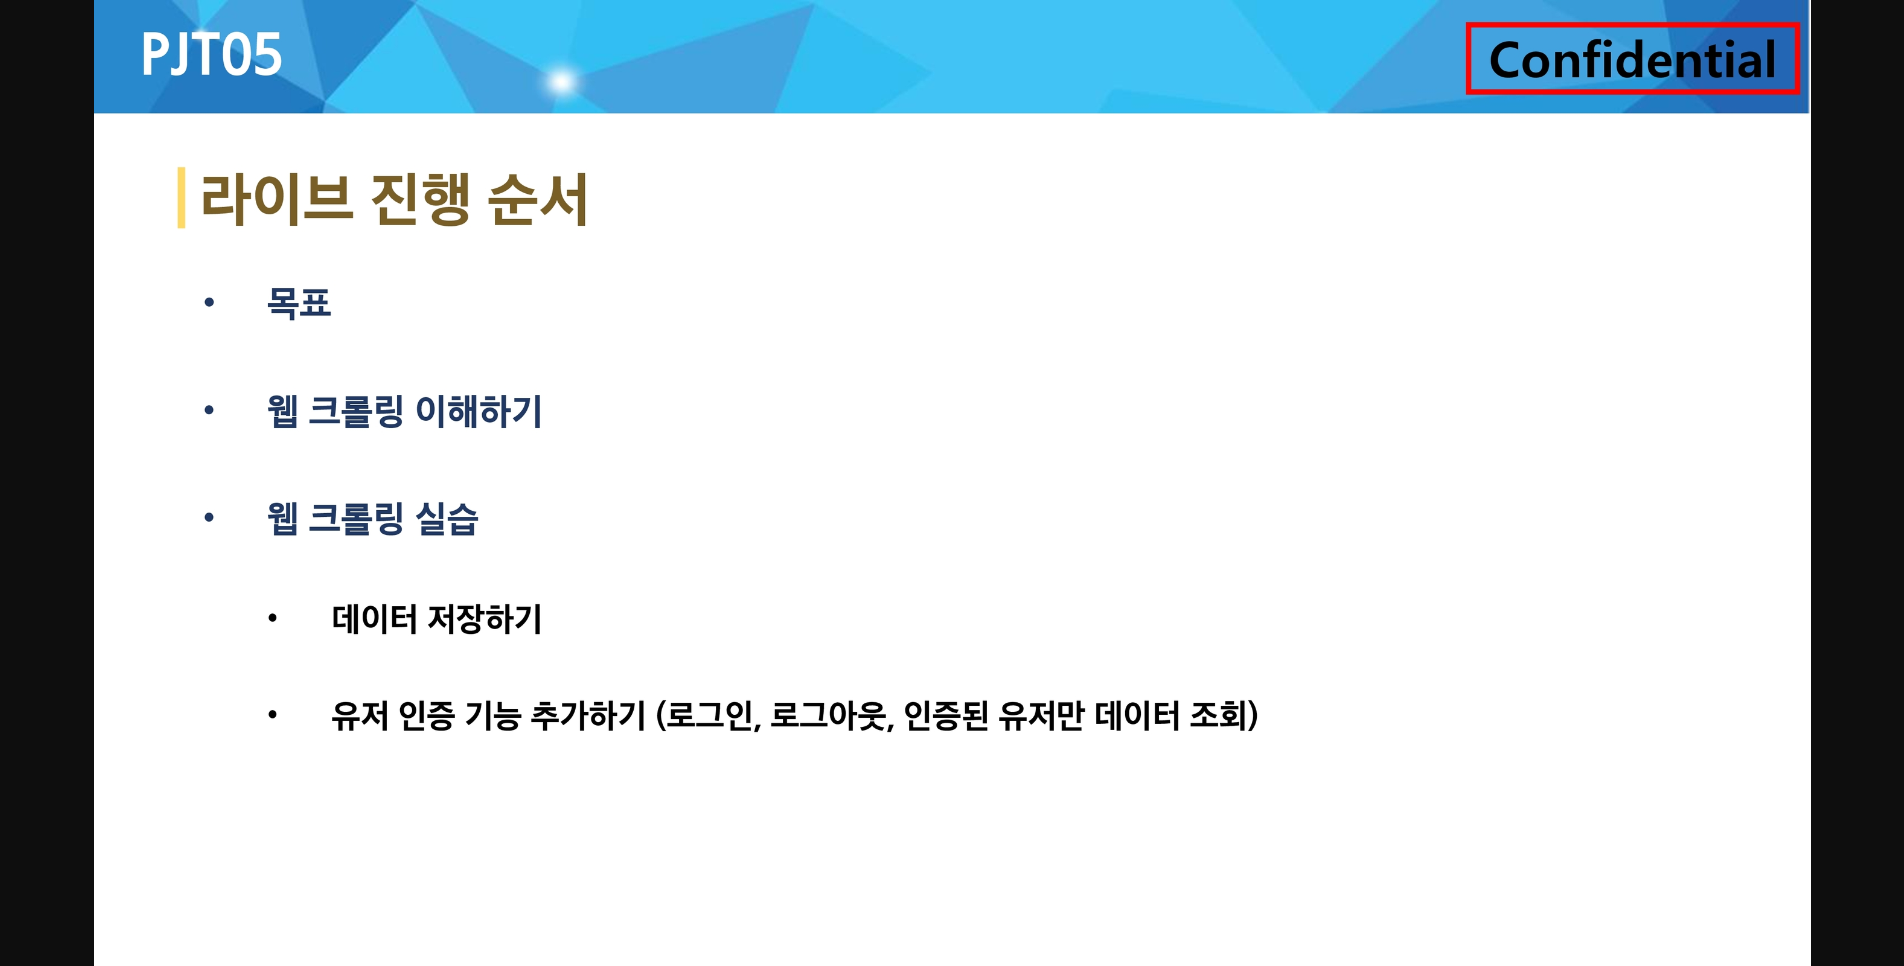 PJT05
Confidential
라이브 진행 순서
• 목표
• 웹 크롤링 이해하기
• 웹 크롤링 실습
• 데이터 저장하기
• 유저 인증 기능 추가하기 (로그인, 로그아웃, 인증된 유저만 데이터 조회)